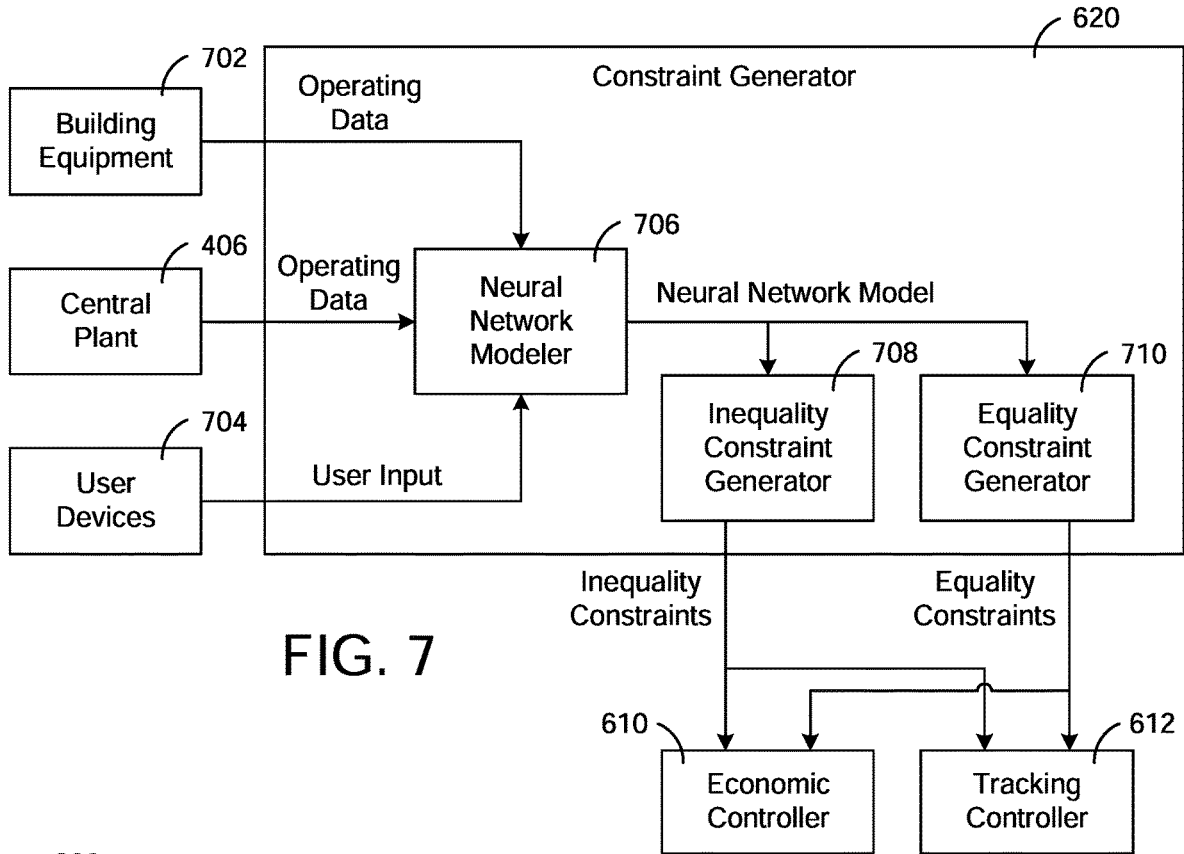 620
702
Constraint Generator
Building
Equipment
Operating
Data
406
706
Central
Plant
Operating
Data
Neural
Network
Modeler
Neural Network Model
704
708
710
User
Devices
User Input
Inequality
Constraint
Generator
Equality
Constraint
Generator
Inequality
Constraints
Equality
Constraints
FIG. 7
610
612
Economic
Controller
Tracking
Controller